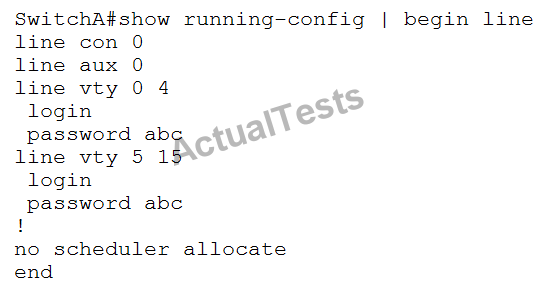 SwitchA#show running-config | begin line
line con 0
line aux 0
line vty 0 4
login
password abc
line vty 5 15
login
password abc
!
no scheduler allocate
end
ActualTests